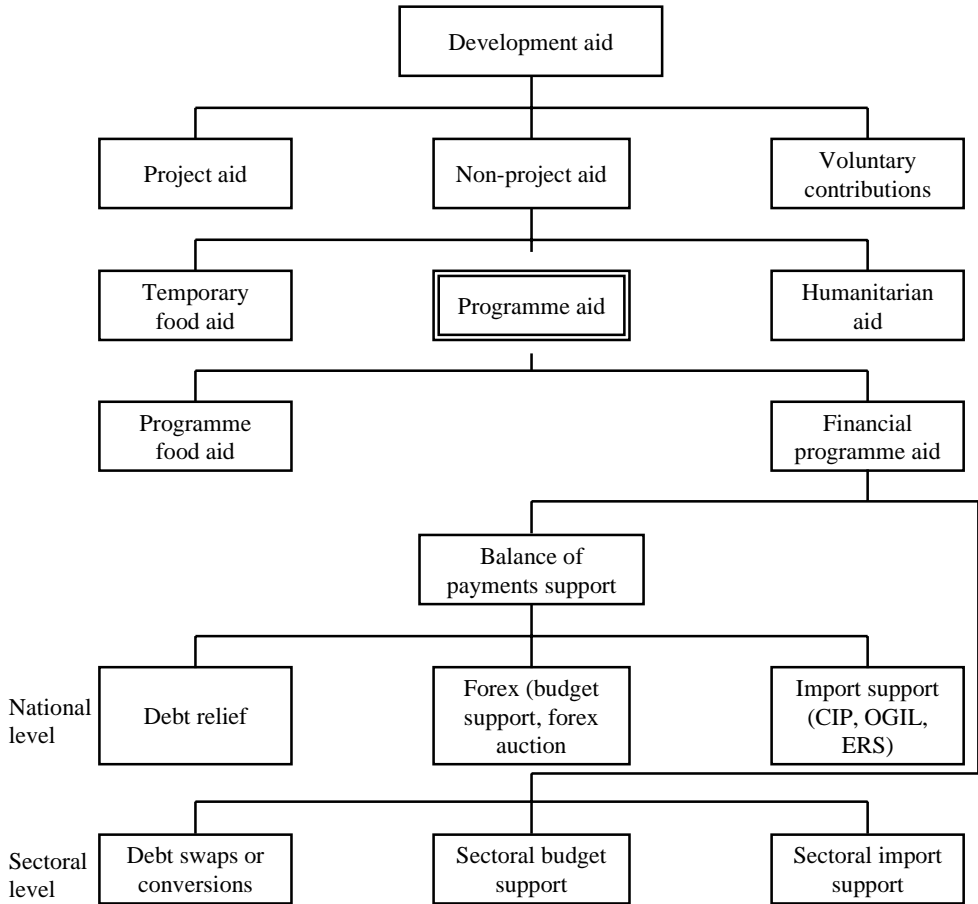 Development aid
Project aid
Non-project aid
Voluntary
contributions
Temporary
food aid
Programme aid
Humanitarian
aid
Programme
food aid
Financial
programme aid
Balance of
payments support
National
level
Debt relief
Forex (budget
support, forex
auction
Import support
(CIP, OGIL,
ERS)
Sectoral
level
Debt swaps or
conversions
Sectoral budget
support
Sectoral import
support